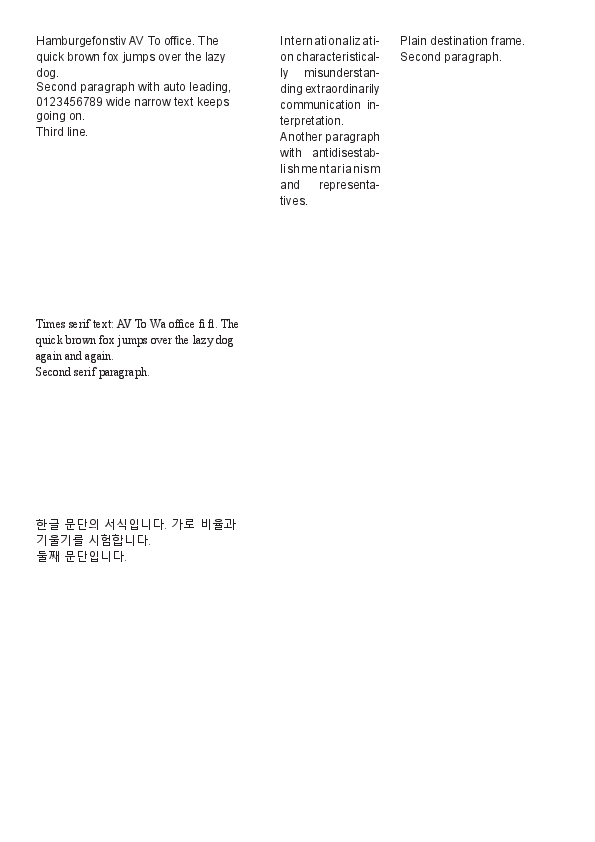 Hamburgefonstiv AV To office. The
quick brown fox jumps over the lazy
dog.
Second paragraph with auto leading,
0123456789 wide narrow text keeps
going on.
Third line.
Internationalizati-
on characteristical-
ly misunderstan-
ding extraordinarily
communication in-
terpretation.
Another paragraph
with antidisestab-
lishmentarianism
and representa-
tives.
Plain destination frame.
Second paragraph.
Times serif text: AV To Wa office fi fl. The
quick brown fox jumps over the lazy dog
again and again.
Second serif paragraph.
한글 문단의 서식입니다. 가로 비율과
기울기를 시험합니다.
둘째 문단입니다.